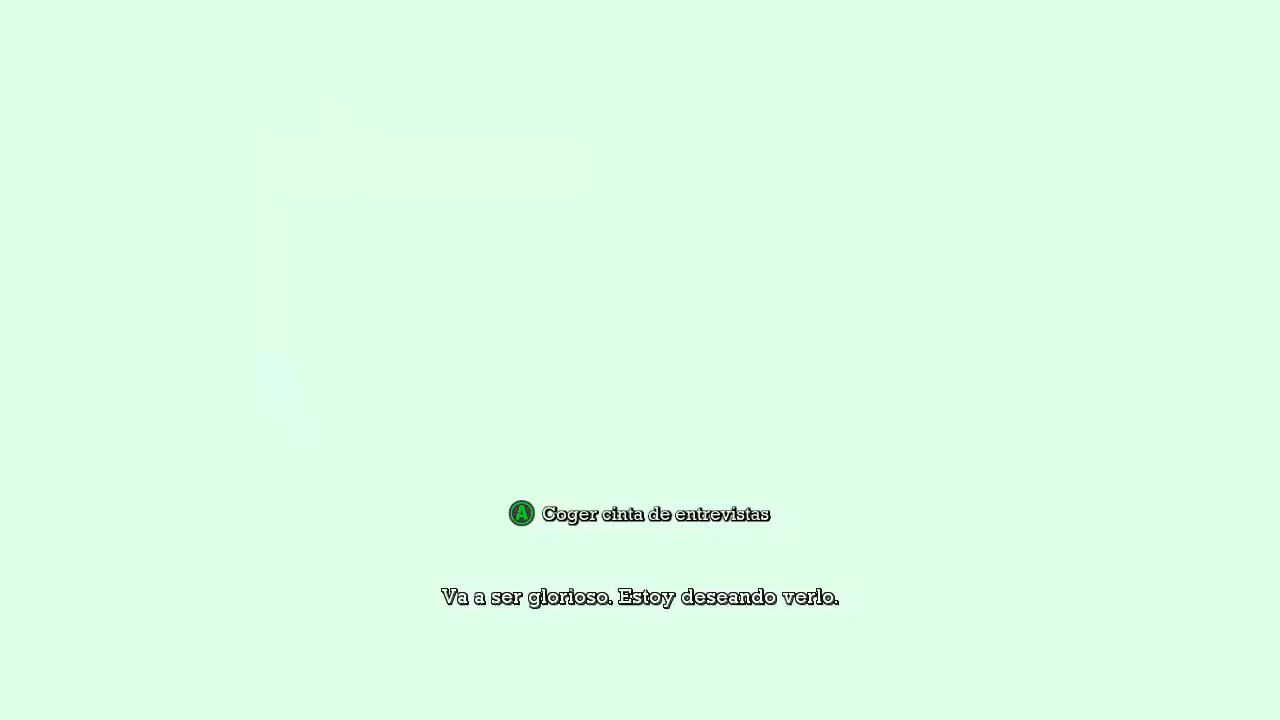 A Coger cinta de entrevistas
Va a ser glorioso. Estoy deseando verlo.